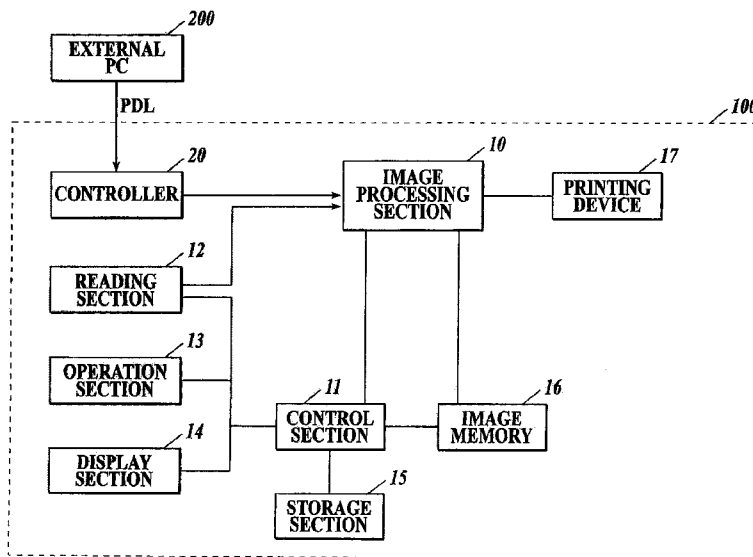 200
EXTERNAL
PC
PDL
100
20
CONTROLLER
10
IMAGE
PROCESSING
SECTION
17
PRINTING
DEVICE
12
READING
SECTION
13
OPERATION
SECTION
11
CONTROL
SECTION
16
IMAGE
MEMORY
14
DISPLAY
SECTION
15
STORAGE
SECTION